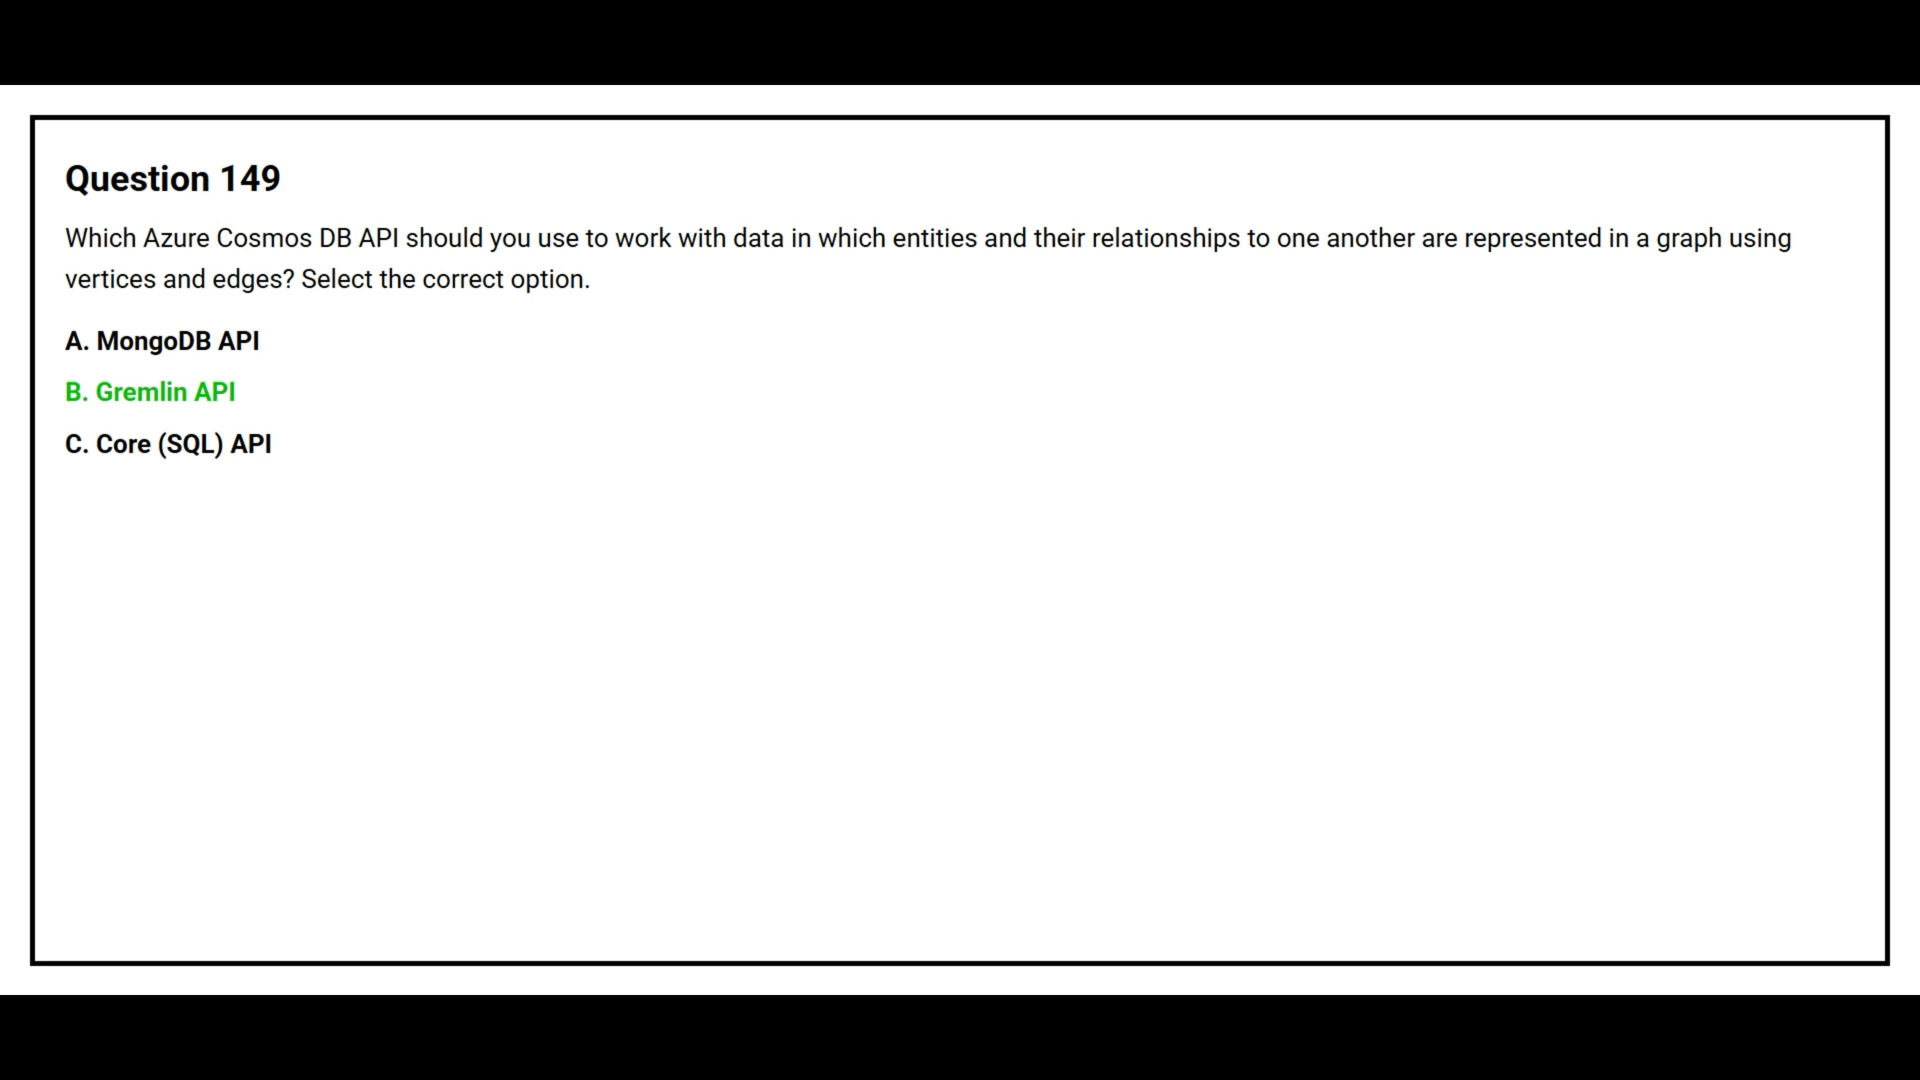 Question 149
Which Azure Cosmos DB API should you use to work with data in which entities and their relationships to one another are represented in a graph using
vertices and edges? Select the correct option.
A. MongoDB API
B. Gremlin API
C. Core (SQL) API